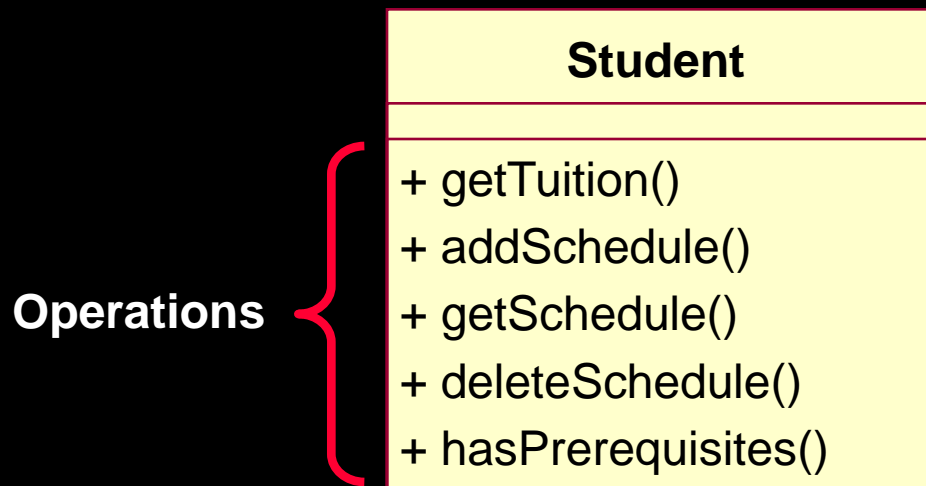 Student
+ getTuition()
+ addSchedule()
Operations
+ getSchedule()
+ deleteSchedule()
+ hasPrerequisites()